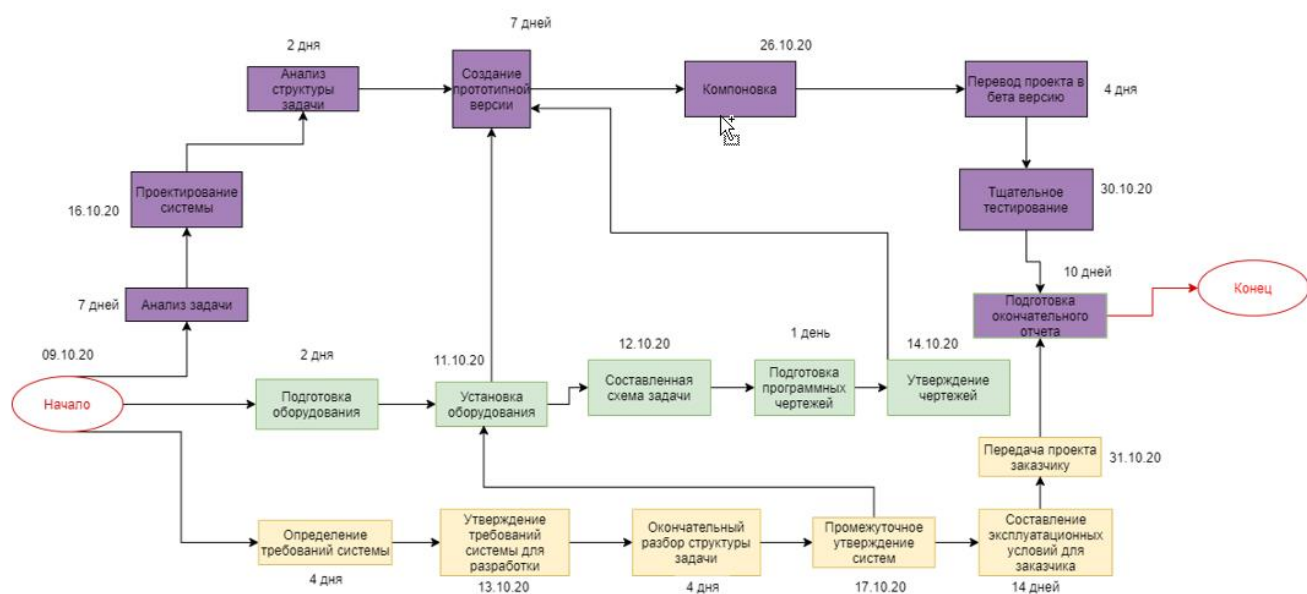 7 дней
2 дня
26.10.20
Анализ
структуры
задачи
Создание
прототипной
версии
Компоновка
Перевод проекта в
бета версию
4 дня
Проектирование
системы
16.10.20
Тщательное
тестирование
30.10.20
7 дней
Анализ задачи
10 дней
Конец
Подготовка
окончательного
отчета
09.10.20
2 дня
11.10.20
12.10.20
1 день
14.10.20
Начало
Подготовка
оборудования
Установка
оборудования
Составленная
схема задачи
Подготовка
программных
чертежей
Утверждение
чертежей
Передача проекта
заказчику
31.10.20
Определение
требований системы
Утверждение
требований
системы для
разработки
Окончательный
разбор структуры
задачи
Промежуточное
утверждение
систем
Составление
эксплуатационных
условий для
заказчика
4 дня
13.10.20
4 дня
17.10.20
14 дней